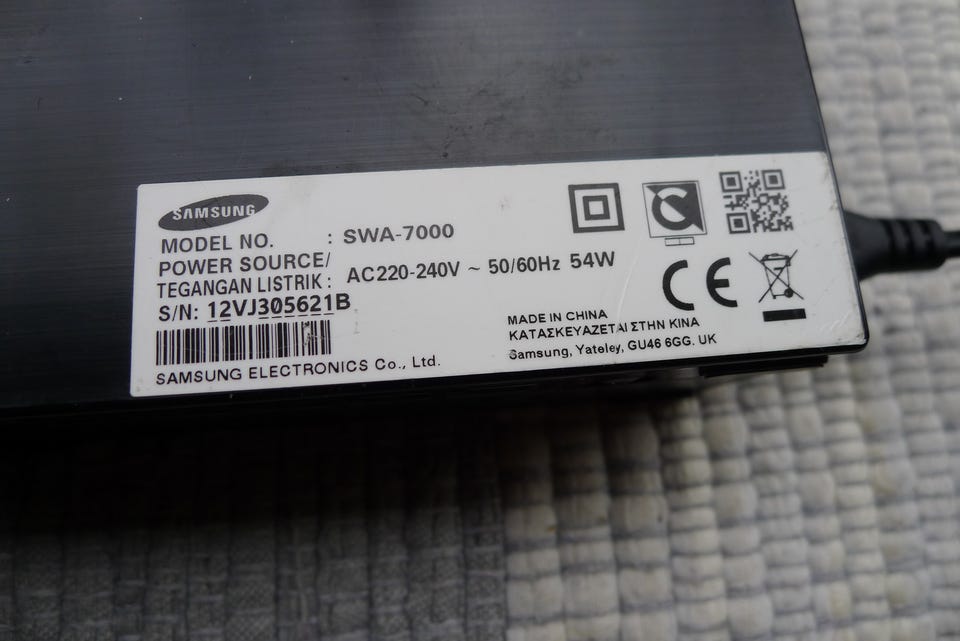 SAMSUNG
MODEL NO. : SWA-7000
POWER SOURCE/
TEGANGAN LISTRIK : AC220-240V ~ 50/60Hz 54W
S/N: 12VJ305621B
SAMSUNG ELECTRONICS Co., Ltd.
MADE IN CHINA
ΚΑΤΑΣΚΕΥΑΖΕΤΑΙ ΣΤΗΝ ΚΙΝΑ
Samsung, Yateley, GU46 6GG. UK
CE